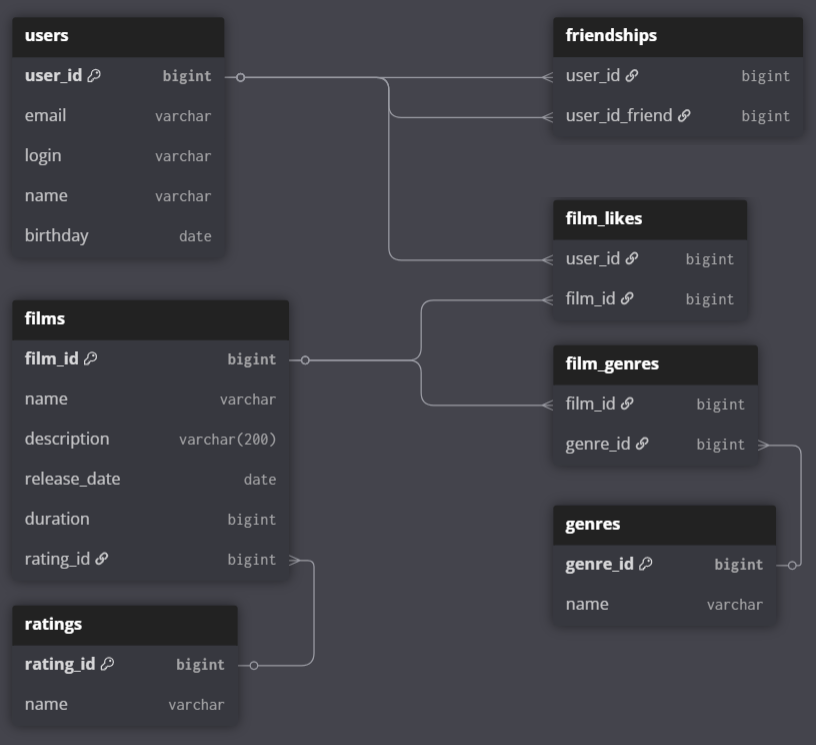 users
user_id bigint
email varchar
login varchar
name varchar
birthday date
films
film_id bigint
name varchar
description varchar(200)
release_date date
duration bigint
rating_id bigint
ratings
rating_id bigint
name varchar
friendships
user_id bigint
user_id_friend bigint
film_likes
user_id bigint
film_id bigint
film_genres
film_id bigint
genre_id bigint
genres
genre_id bigint
name varchar